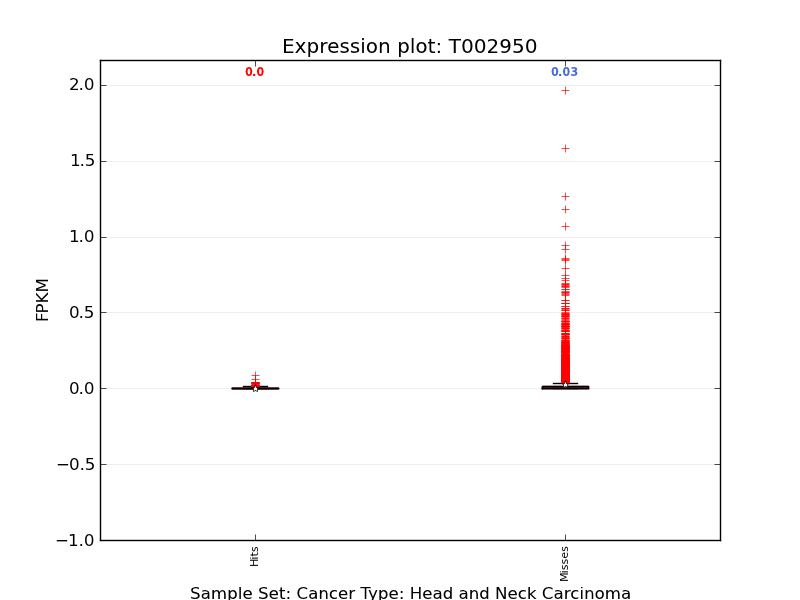 Expression plot: T002950
0.0
0.03
2.0
1.5
1.0
0.5
0.0
−0.5
−1.0
FPKM
Hits
Misses
Sample Set: Cancer Type: Head and Neck Carcinoma